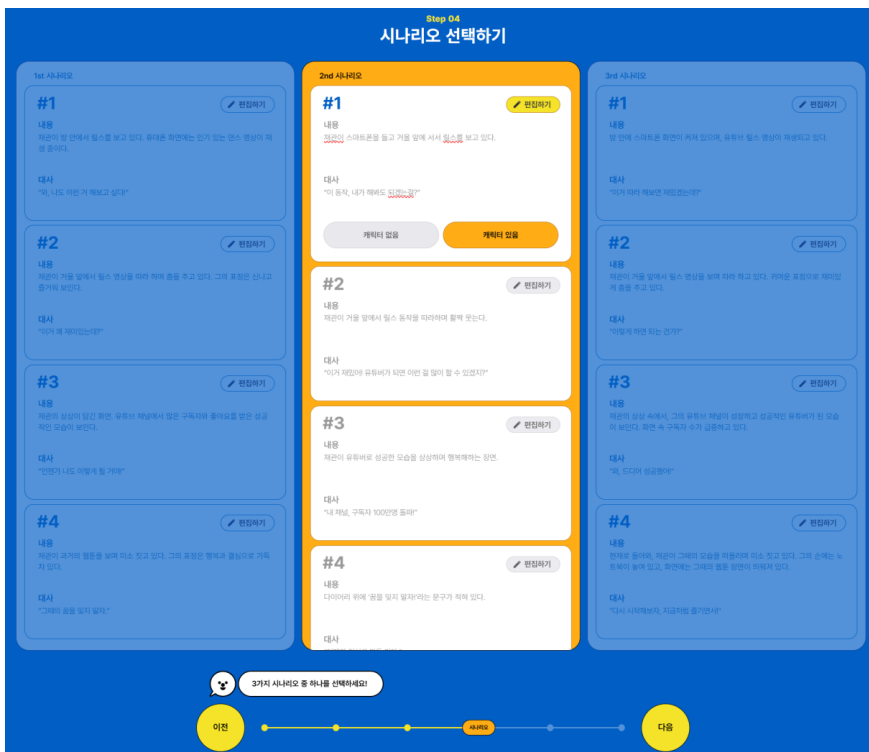 Step 04
시나리오 선택하기
1st 시나리오
#1
편집하기
내용
재관이 방 안에서 릴스를 보고 있다. 휴대폰 화면에는 인기 있는 댄스 영상이 재
생 중이다.
대사
"와, 나도 이런 거 해보고 싶다!"
#2
편집하기
내용
재관이 거울 앞에서 릴스 영상을 따라 하며 춤을 추고 있다. 그의 표정은 신나고
즐거워 보인다.
대사
"이거 꽤 재미있는데?"
#3
편집하기
내용
재관의 상상이 담긴 화면. 유튜브 채널에서 많은 구독자와 좋아요를 받은 성공
적인 모습이 보인다.
대사
"언젠가 나도 이렇게 될 거야!"
#4
편집하기
내용
재관이 과거의 웹툰을 보며 미소 짓고 있다. 그의 표정은 행복과 결심으로 가득
차 있다.
대사
"그때의 꿈을 잊지 말자."
2nd 시나리오
#1
편집하기
내용
재관이 스마트폰을 들고 거울 앞에 서서 릴스를 보고 있다.
대사
"이 동작, 내가 해봐도 되겠는걸?"
캐릭터 없음
캐릭터 있음
#2
편집하기
내용
재관이 거울 앞에서 릴스 동작을 따라하며 활짝 웃는다.
대사
"이거 재밌어! 유튜버가 되면 이런 걸 많이 할 수 있겠지?"
#3
편집하기
내용
재관이 유튜버로 성공한 모습을 상상하며 행복해하는 장면.
대사
"내 채널, 구독자 100만명 돌파!"
#4
편집하기
내용
다이어리 위에 '꿈을 잊지 말자!'라는 문구가 적혀 있다.
대사
3rd 시나리오
#1
편집하기
내용
방 안에 스마트폰 화면이 켜져 있으며, 유튜브 릴스 영상이 재생되고 있다.
대사
"이거 따라 해보면 재밌겠는데?"
#2
편집하기
내용
재관이 거울 앞에서 릴스 영상을 보며 따라 하고 있다. 귀여운 표정으로 재미있
게 춤을 추고 있다.
대사
"이렇게 하면 되는 건가?"
#3
편집하기
내용
재관의 상상 속에서, 그의 유튜브 채널이 성장하고 성공적인 유튜버가 된 모습
이 보인다. 화면 속 구독자 수가 급증하고 있다.
대사
"와, 드디어 성공했어!"
#4
편집하기
내용
현재로 돌아와, 재관이 그때의 모습을 떠올리며 미소 짓고 있다. 그의 손에는 노
트북이 놓여 있고, 화면에는 그때의 웹툰 장면이 띄워져 있다.
대사
"다시 시작해보자, 지금처럼 즐기면서!"
3가지 시나리오 중 하나를 선택하세요!
이전
시나리오
다음